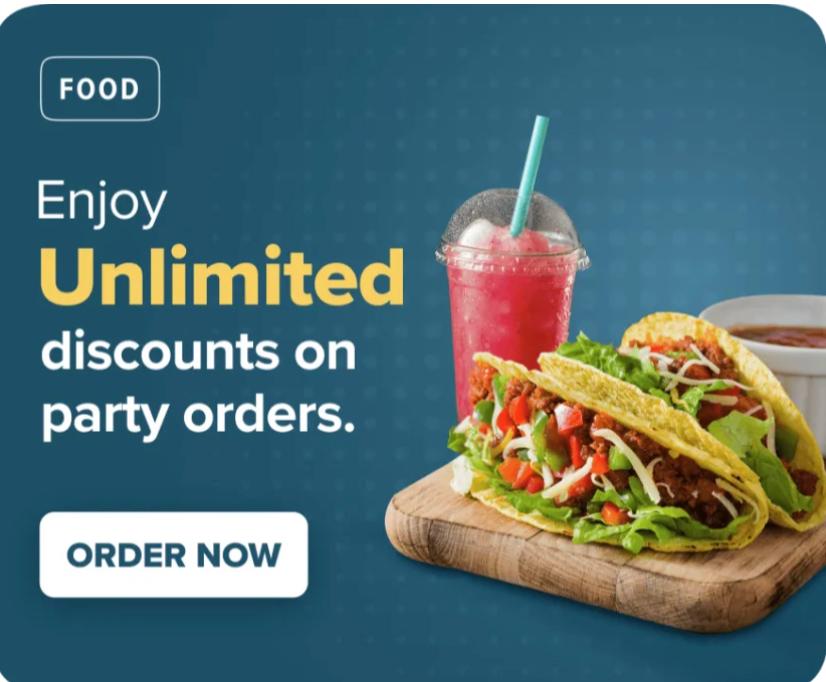 FOOD
Enjoy
Unlimited
discounts on
party orders.
ORDER NOW